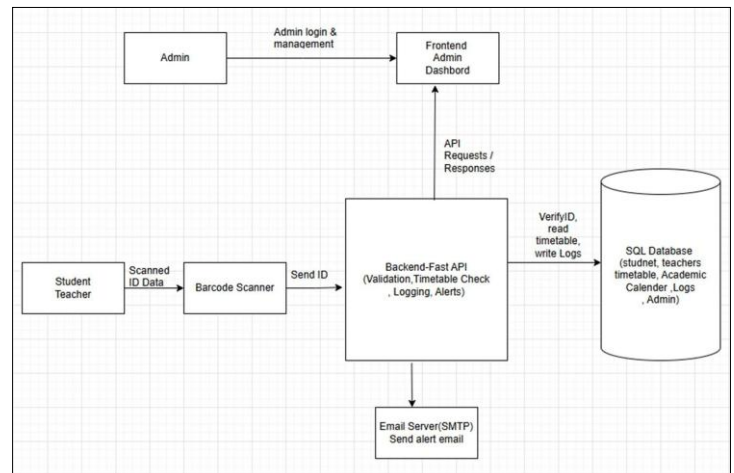 Admin login &
management
Admin
Frontend
Admin
Dashbord
API
Requests /
Responses
Student
Teacher
Scanned
ID Data
Barcode Scanner
Send ID
Backend-Fast API
(Validation,Timetable Check
, Logging, Alerts)
VerifyID,
read
timetable,
write Logs
SQL Database
(studnet, teachers
timetable, Academic
Calender ,Logs
, Admin)
Email Server(SMTP)
Send alert email